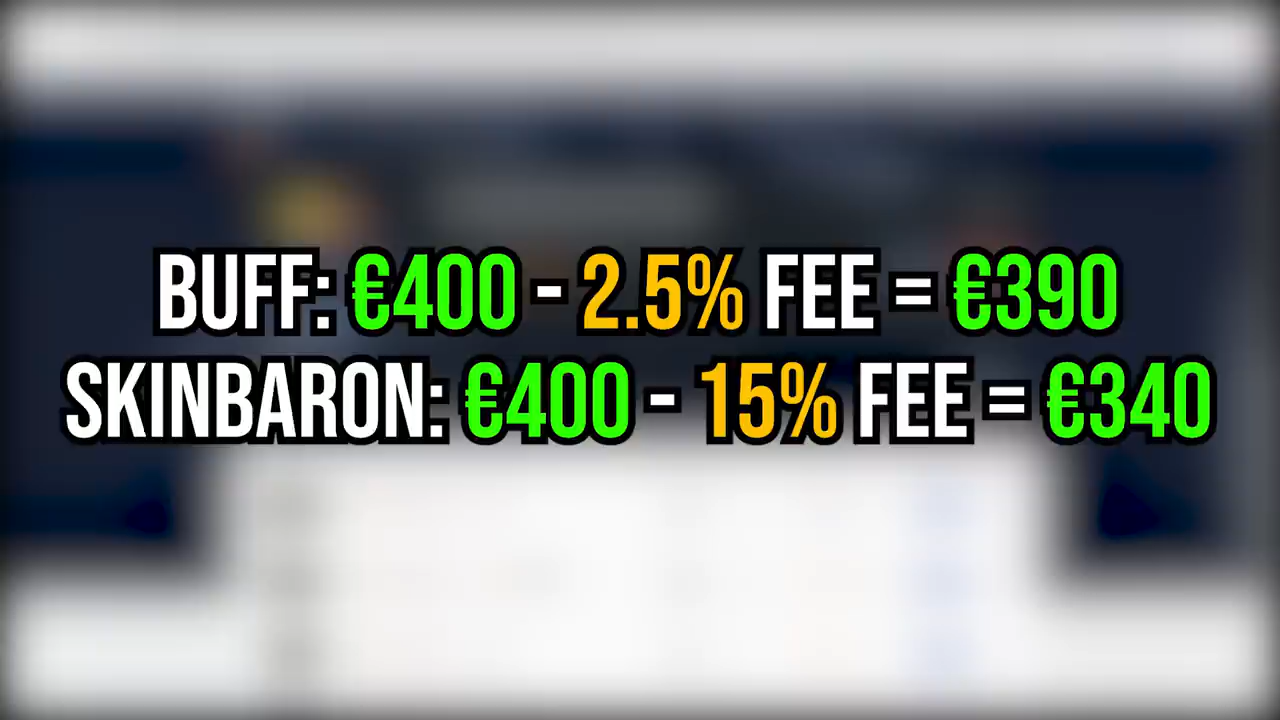 BUFF: €400 - 2.5% FEE = €390
SKINBARON: €400 - 15% FEE = €340